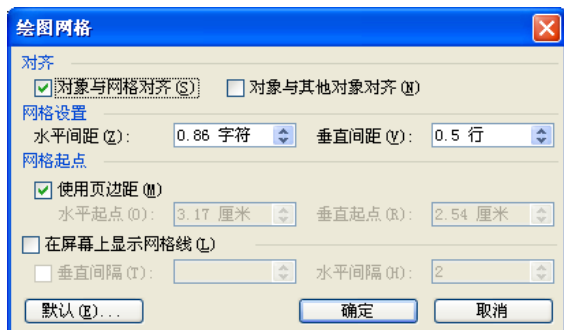 绘图网格
对齐
对象与网格对齐(S) 对象与其他对象对齐(N)
网格设置
水平间距(Z): 0.86 字符 垂直间距(V): 0.5 行
网格起点
使用页边距(M)
水平起点(O): 3.17 厘米 垂直起点(R): 2.54 厘米
在屏幕上显示网格线(L)
垂直间隔(T): 水平间隔(H): 2
默认(E)... 确定 取消